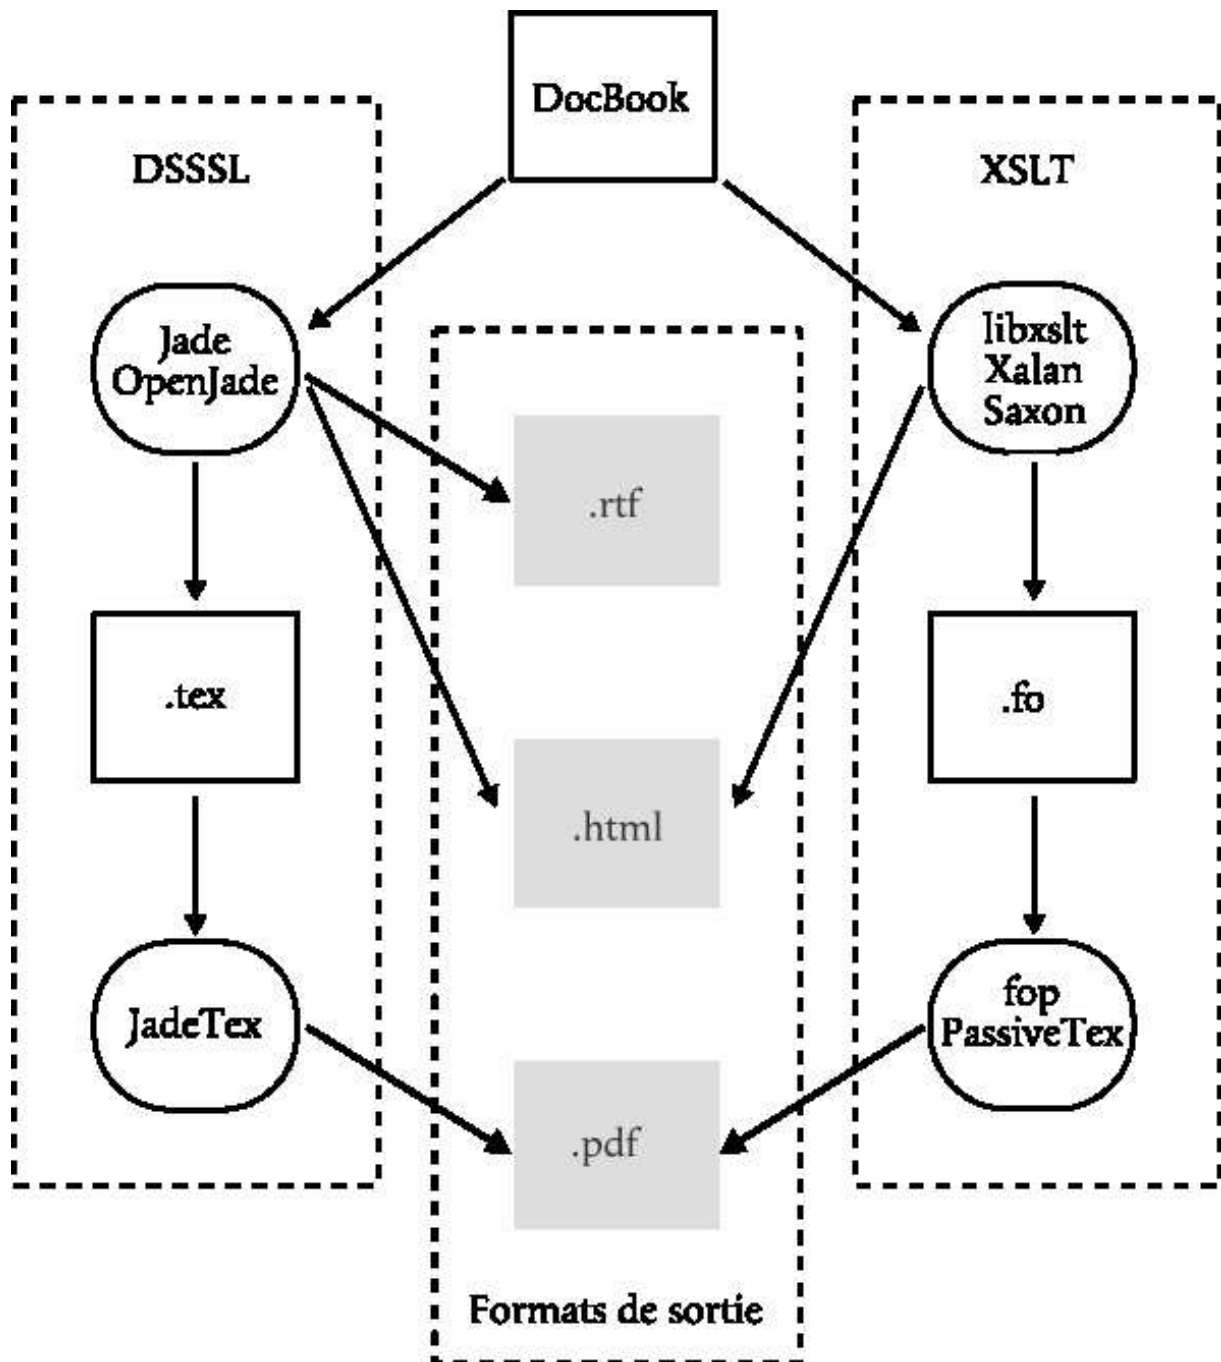 DocBook
DSSSL
XSLT
Jade
OpenJade
libxslt
Xalan
Saxon
.rtf
.tex
.fo
.html
JadeTex
fop
PassiveTex
.pdf
Formats de sortie